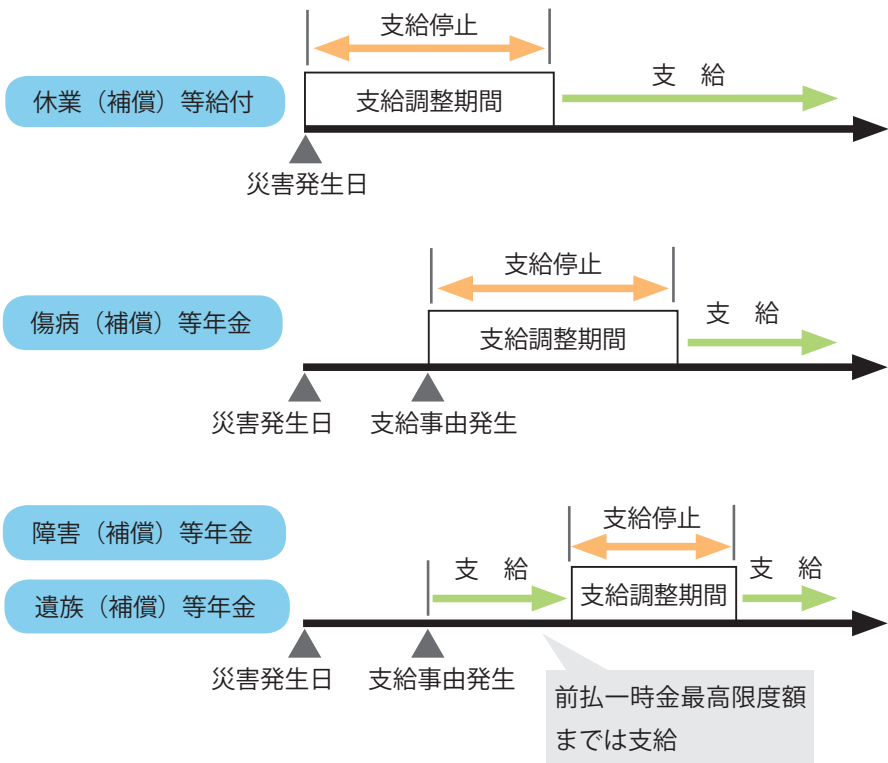 支給停止
支 給
休業（補償）等給付
支給調整期間
災害発生日
支給停止
支 給
傷病（補償）等年金
支給調整期間
災害発生日
支給事由発生
障害（補償）等年金
支給停止
支 給
支 給
遺族（補償）等年金
支給調整期間
災害発生日
支給事由発生
前払一時金最高限度額
までは支給